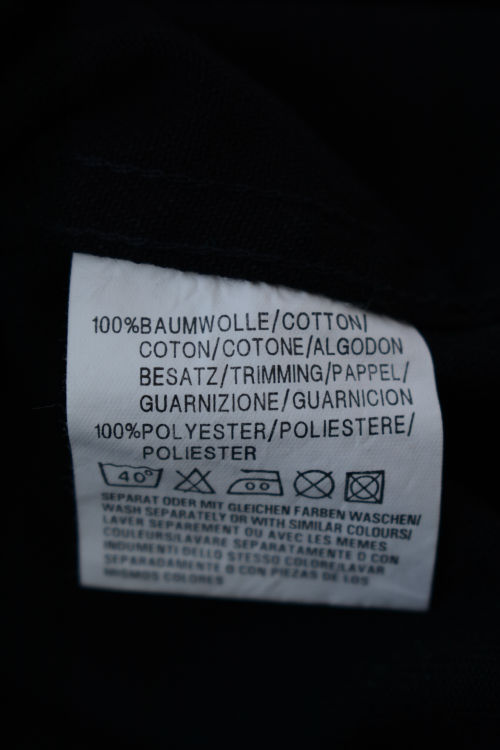 100%BAUMWOLLE/COTTON/
COTON/COTONE/ALGODON
BESATZ/TRIMMING/PAPPEL/
GUARNIZIONE/GUARNICION
100%POLYESTER/POLIESTERE/
POLIESTER
40°
SEPARAT ODER MIT GLEICHEN FARBEN WASCHEN/
WASH SEPARATELY OR WITH SIMILAR COLOURS/
LAVER SEPAREMENT OU AVEC LES MEMES
COULEURS/LAVARE SEPARATAMENTE O CON
INDUMENTI DELLO STESSO COLORE/LAVAR
SEPARADAMENTE O CON PIEZAS DE LOS
MISMOS COLORES